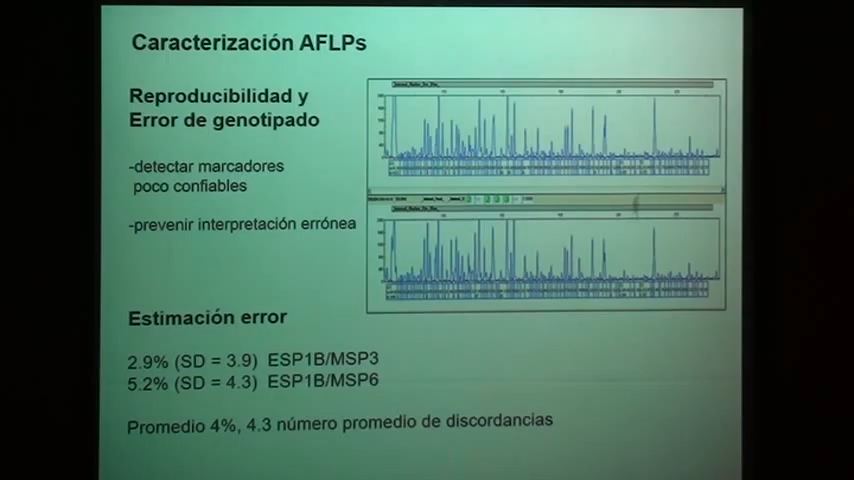 Caracterización AFLPs
Reproducibilidad y
Error de genotipado
-detectar marcadores
poco confiables
-prevenir interpretación errónea
Estimación error
2.9% (SD = 3.9) ESP1B/MSP3
5.2% (SD = 4.3) ESP1B/MSP6
Promedio 4%, 4.3 número promedio de discordancias